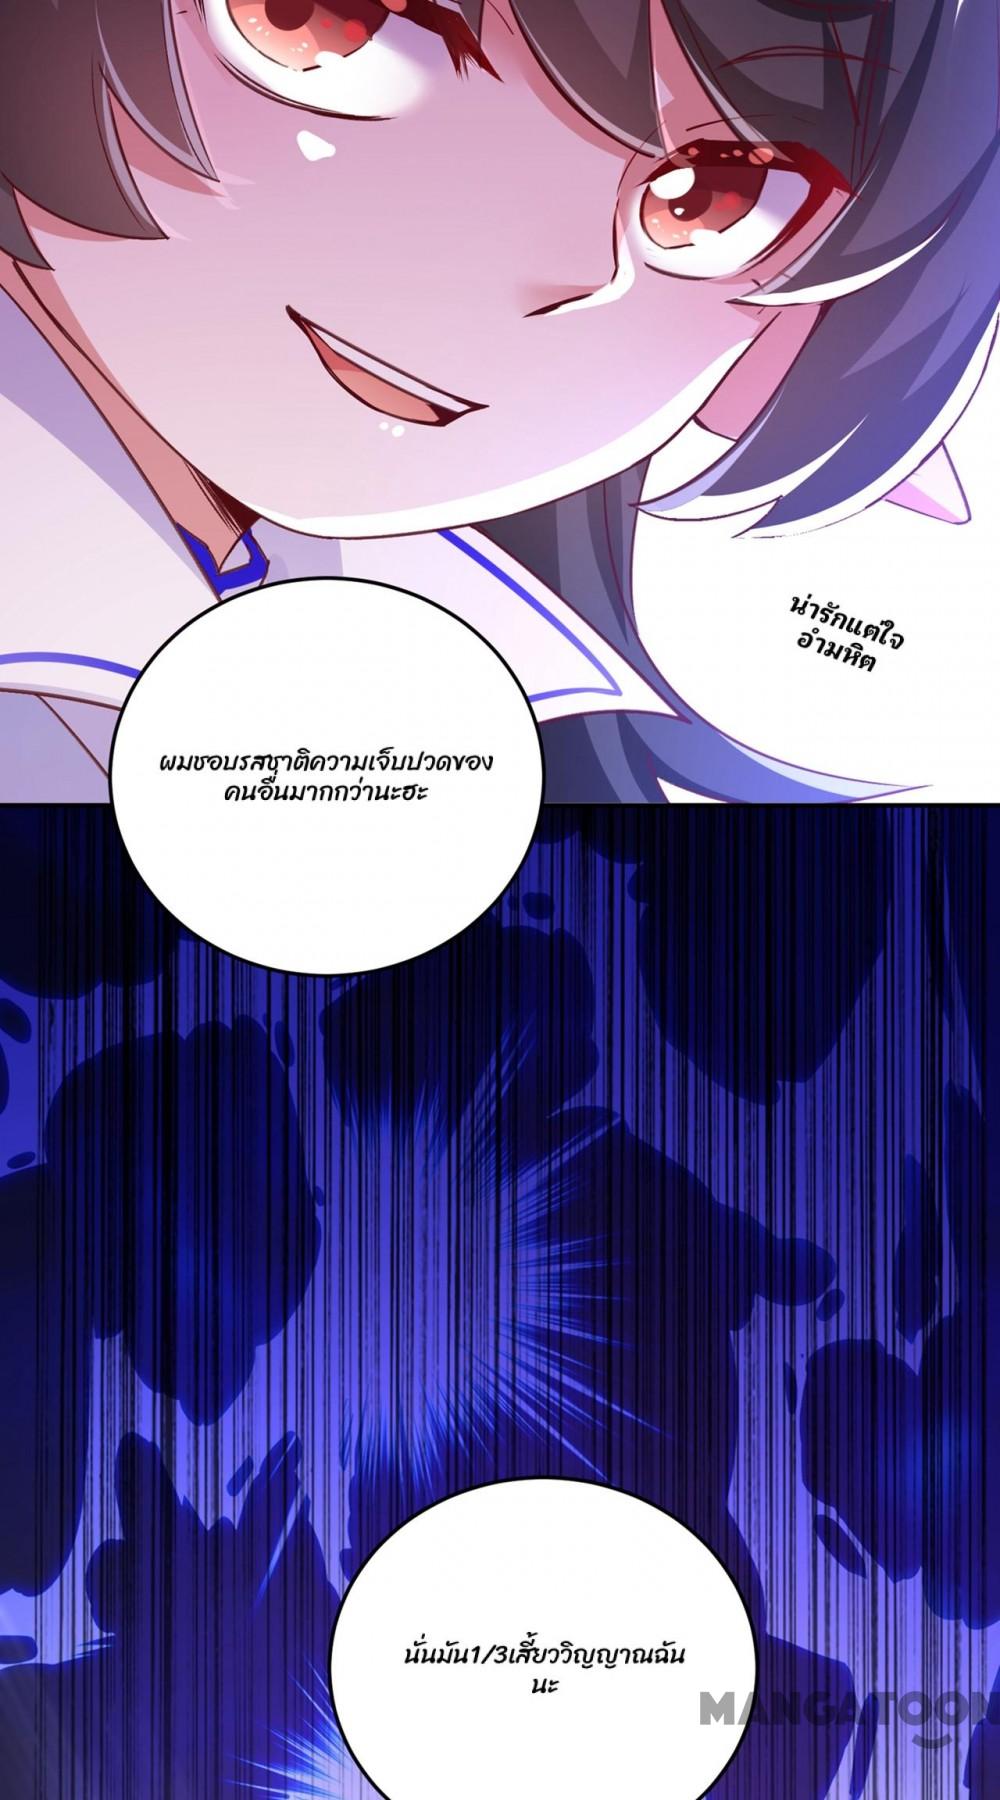 น่ารักแต่ใจ
อำมหิต
ผมชอบรสชาติความเจ็บปวดของ
คนอื่นมากกว่านะฮะ
นั่นมัน1/3เสี้ยววิญญาณฉัน
นะ
MANGATOON